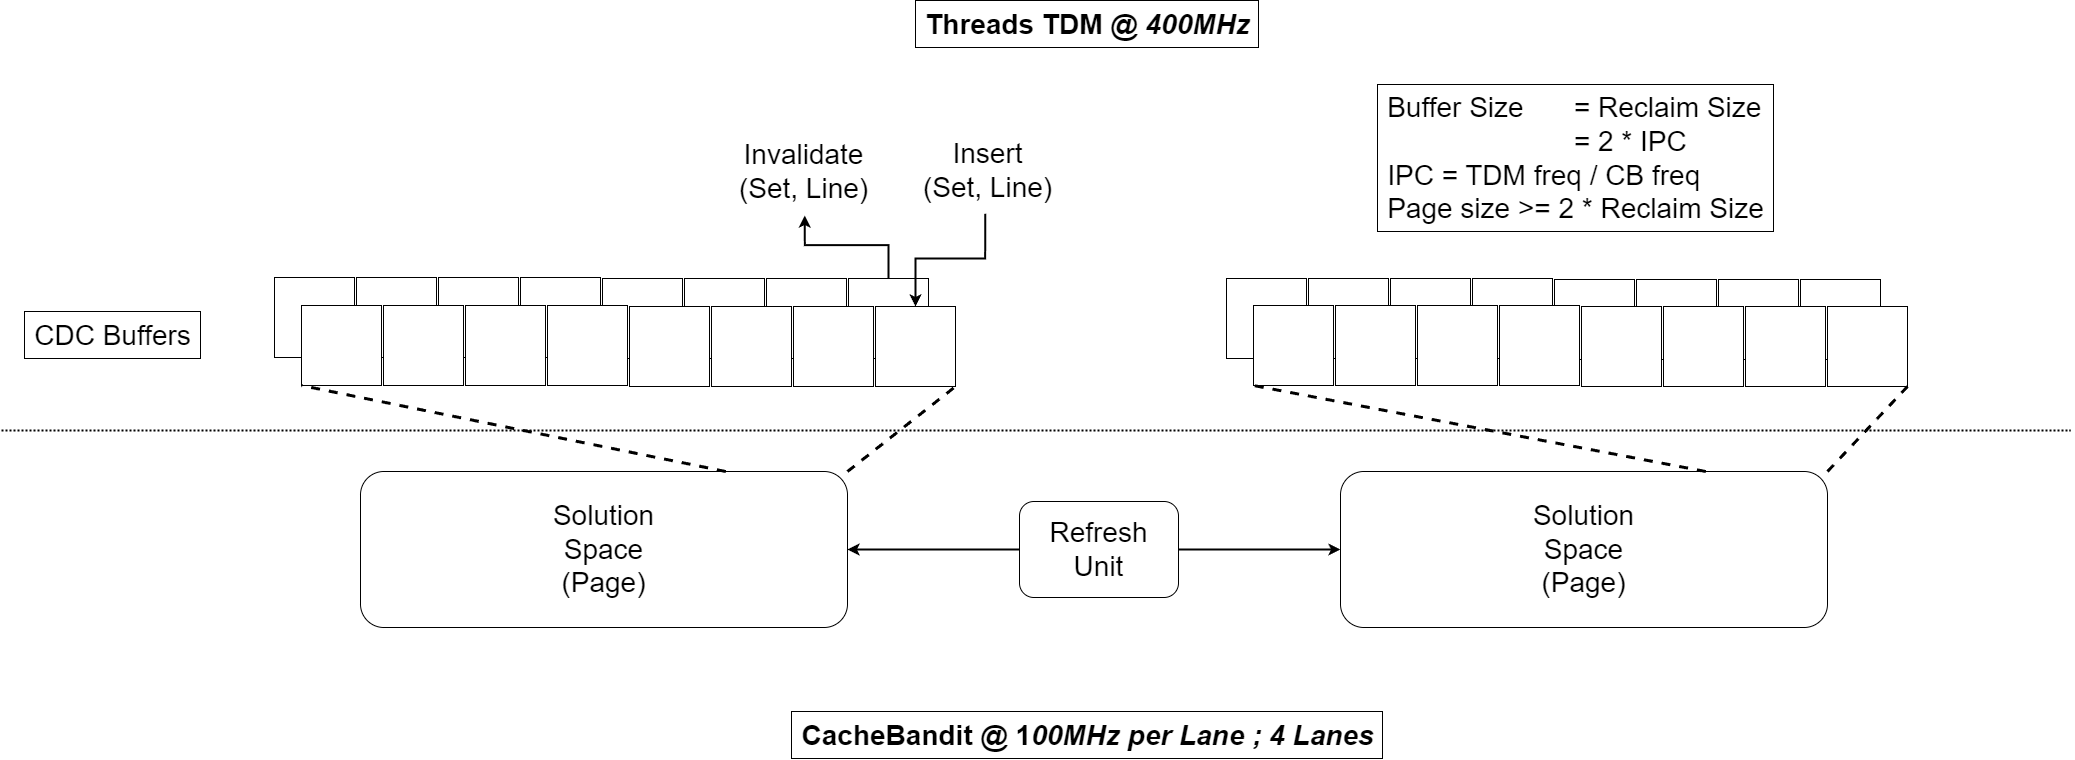 Threads TDM @ 400MHz
Buffer Size = Reclaim Size
= 2 * IPC
IPC = TDM freq / CB freq
Page size >= 2 * Reclaim Size
Invalidate
(Set, Line)
Insert
(Set, Line)
CDC Buffers
Solution
Space
(Page)
Refresh
Unit
Solution
Space
(Page)
CacheBandit @ 100MHz per Lane ; 4 Lanes